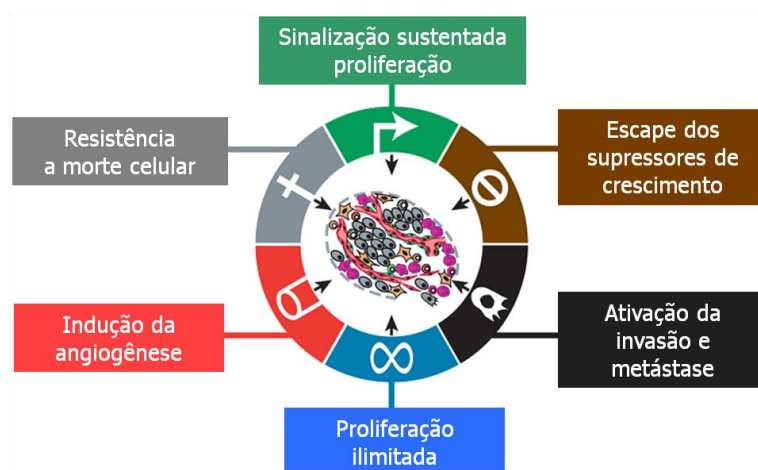 Sinalização sustentada
proliferação
Resistência
a morte celular
Escape dos
supressores de
crescimento
Indução da
angiogênese
Ativação da
invasão e
metástase
Proliferação
ilimitada